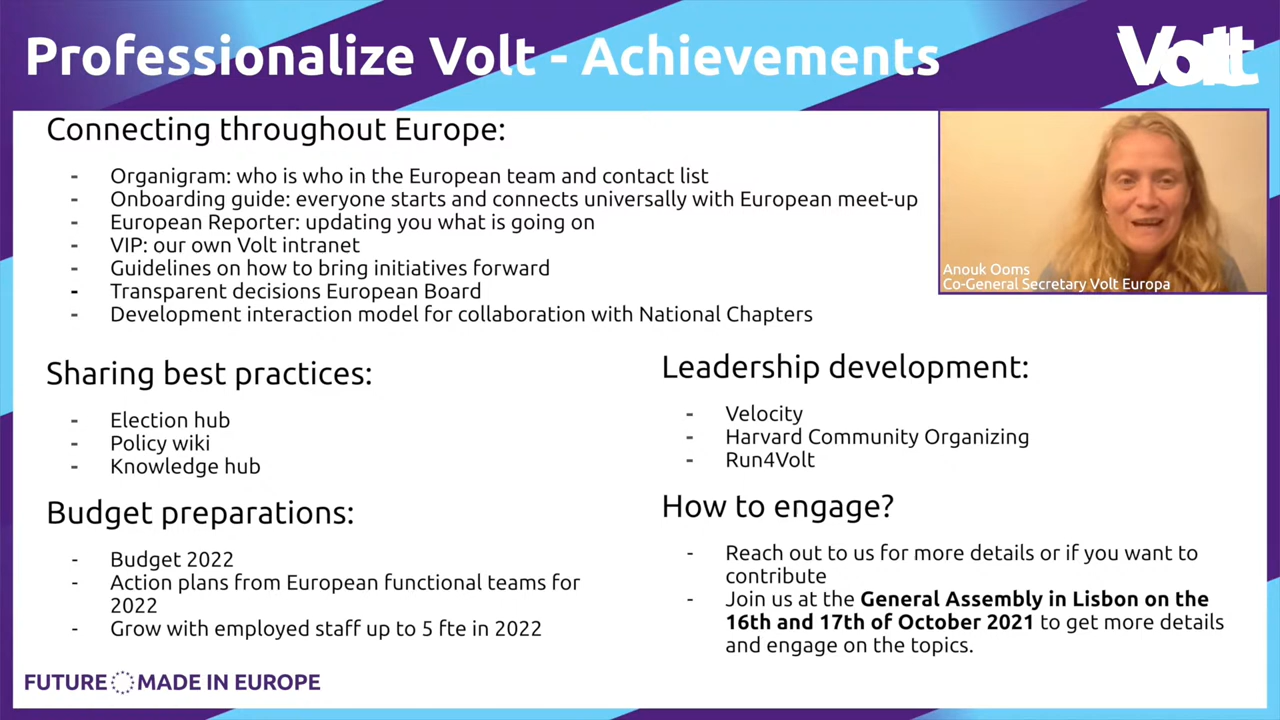 Professionalize Volt - Achievements
Volt
Connecting throughout Europe:
- Organigram: who is who in the European team and contact list
- Onboarding guide: everyone starts and connects universally with European meet-up
- European Reporter: updating you what is going on
- VIP: our own Volt intranet
- Guidelines on how to bring initiatives forward
- Transparent decisions European Board
- Development interaction model for collaboration with National Chapters
Anouk Ooms
Co-General Secretary Volt Europa
Sharing best practices:
- Election hub
- Policy wiki
- Knowledge hub
Budget preparations:
- Budget 2022
- Action plans from European functional teams for
2022
- Grow with employed staff up to 5 fte in 2022
Leadership development:
- Velocity
- Harvard Community Organizing
- Run4Volt
How to engage?
- Reach out to us for more details or if you want to
contribute
- Join us at the General Assembly in Lisbon on the
16th and 17th of October 2021 to get more details
and engage on the topics.
FUTURE MADE IN EUROPE